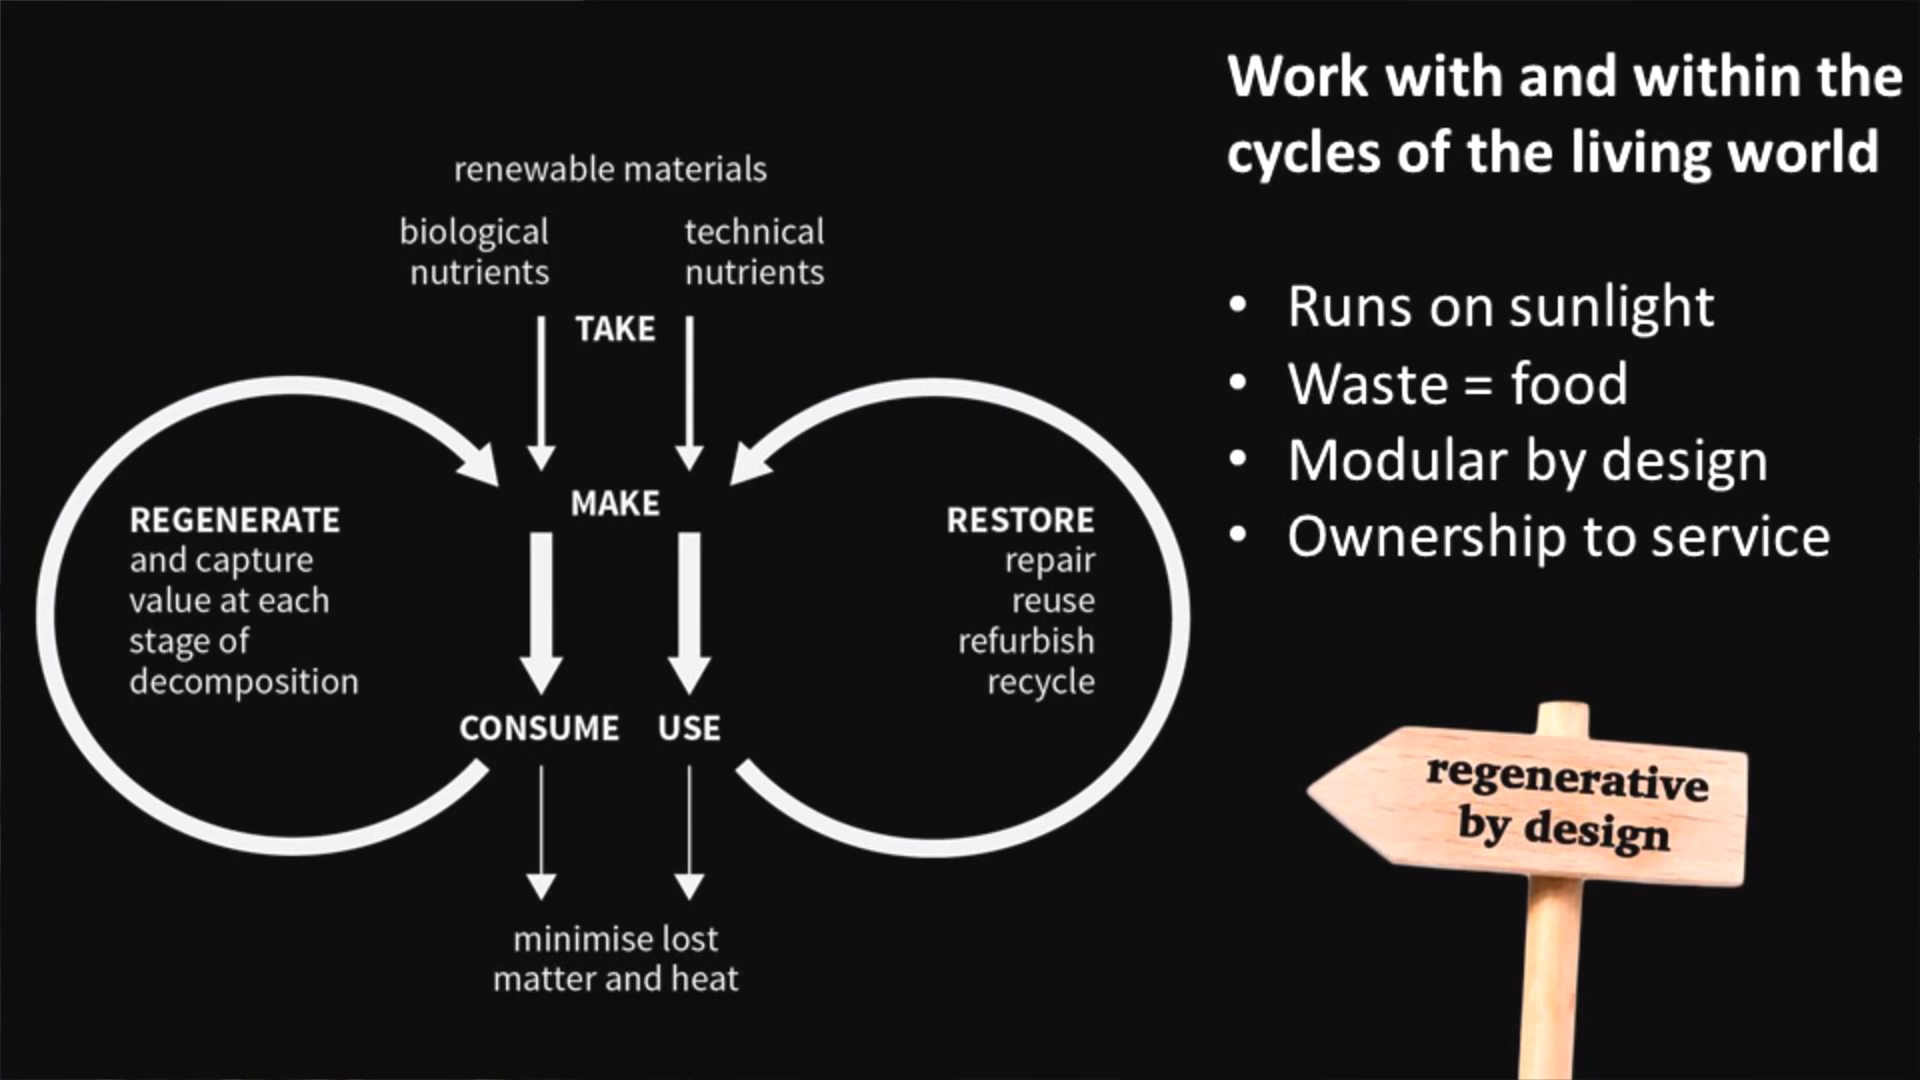 Work with and within the
cycles of the living world
• Runs on sunlight
• Waste = food
• Modular by design
• Ownership to service
renewable materials
biological
nutrients
technical
nutrients
TAKE
MAKE
REGENERATE
and capture
value at each
stage of
decomposition
RESTORE
repair
reuse
refurbish
recycle
CONSUME USE
minimise lost
matter and heat
regenerative
by design